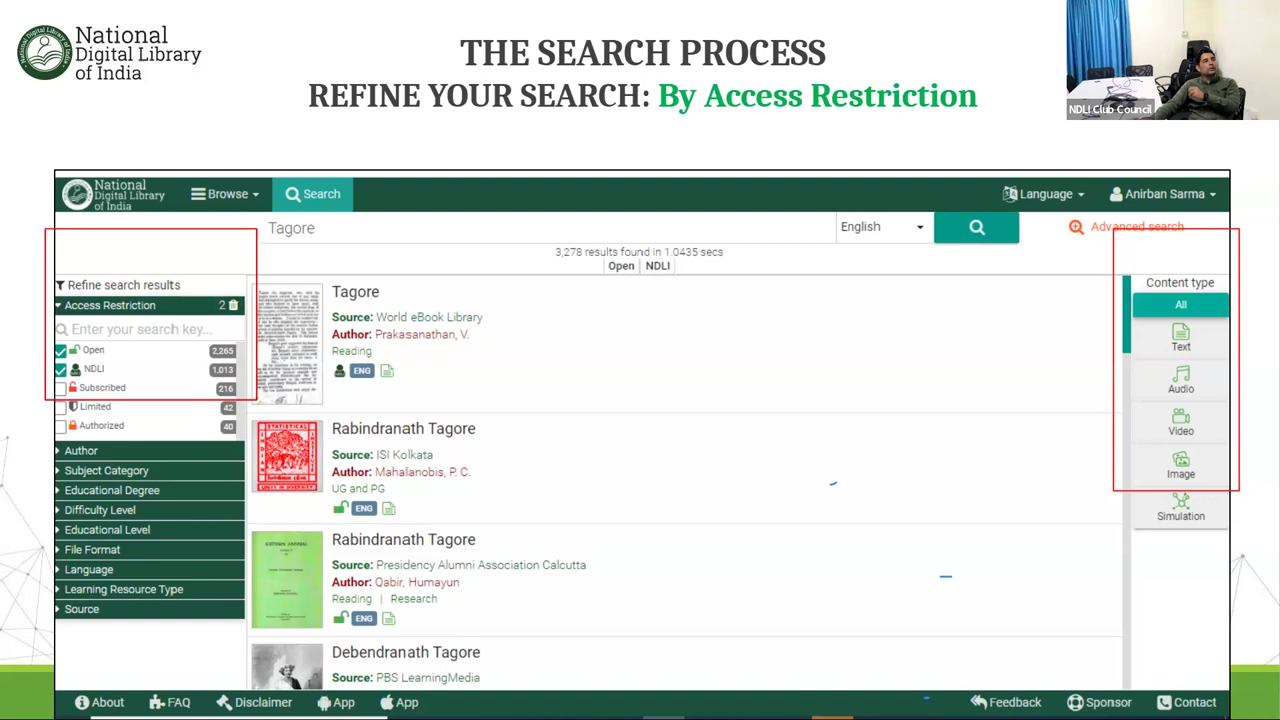 National
Digital Library
of India
THE SEARCH PROCESS
REFINE YOUR SEARCH: By Access Restriction
NDLI Club Council
National
Digital Library
of India
Browse
Search
Language
Anirban Sarma
Tagore
English
Advanced search
3,278 results found in 1.0435 secs
Open NDLI
Refine search results
Access Restriction 2
Enter your search key...
Open 2,265
NDLI 1,013
Subscribed 216
Limited 42
Authorized 40
Author
Subject Category
Educational Degree
Difficulty Level
Educational Level
File Format
Language
Learning Resource Type
Source
Tagore
Source: World eBook Library
Author: Prakasanathan, V.
Reading
ENG
Rabindranath Tagore
Source: ISI Kolkata
Author: Mahalanobis, P. C.
UG and PG
ENG
Rabindranath Tagore
Source: Presidency Alumni Association Calcutta
Author: Qabir, Humayun
Reading | Research
ENG
Debendranath Tagore
Source: PBS LearningMedia
Content type
All
Text
Audio
Video
Image
Simulation
About
FAQ
Disclaimer
App
App
Feedback
Sponsor
Contact